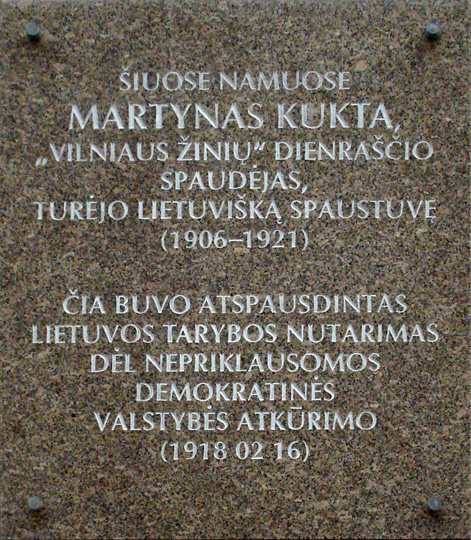 ŠIUOSE NAMUOSE
MARTYNAS KUKTA,
„VILNIAUS ŽINIŲ“ DIENRAŠČIO
SPAUDĖJAS,
TURĖJO LIETUVIŠKĄ SPAUSTUVĘ
(1906–1921)
ČIA BUVO ATSPAUSDINTAS
LIETUVOS TARYBOS NUTARIMAS
DĖL NEPRIKLAUSOMOS
DEMOKRATINĖS
VALSTYBĖS ATKŪRIMO
(1918 02 16)